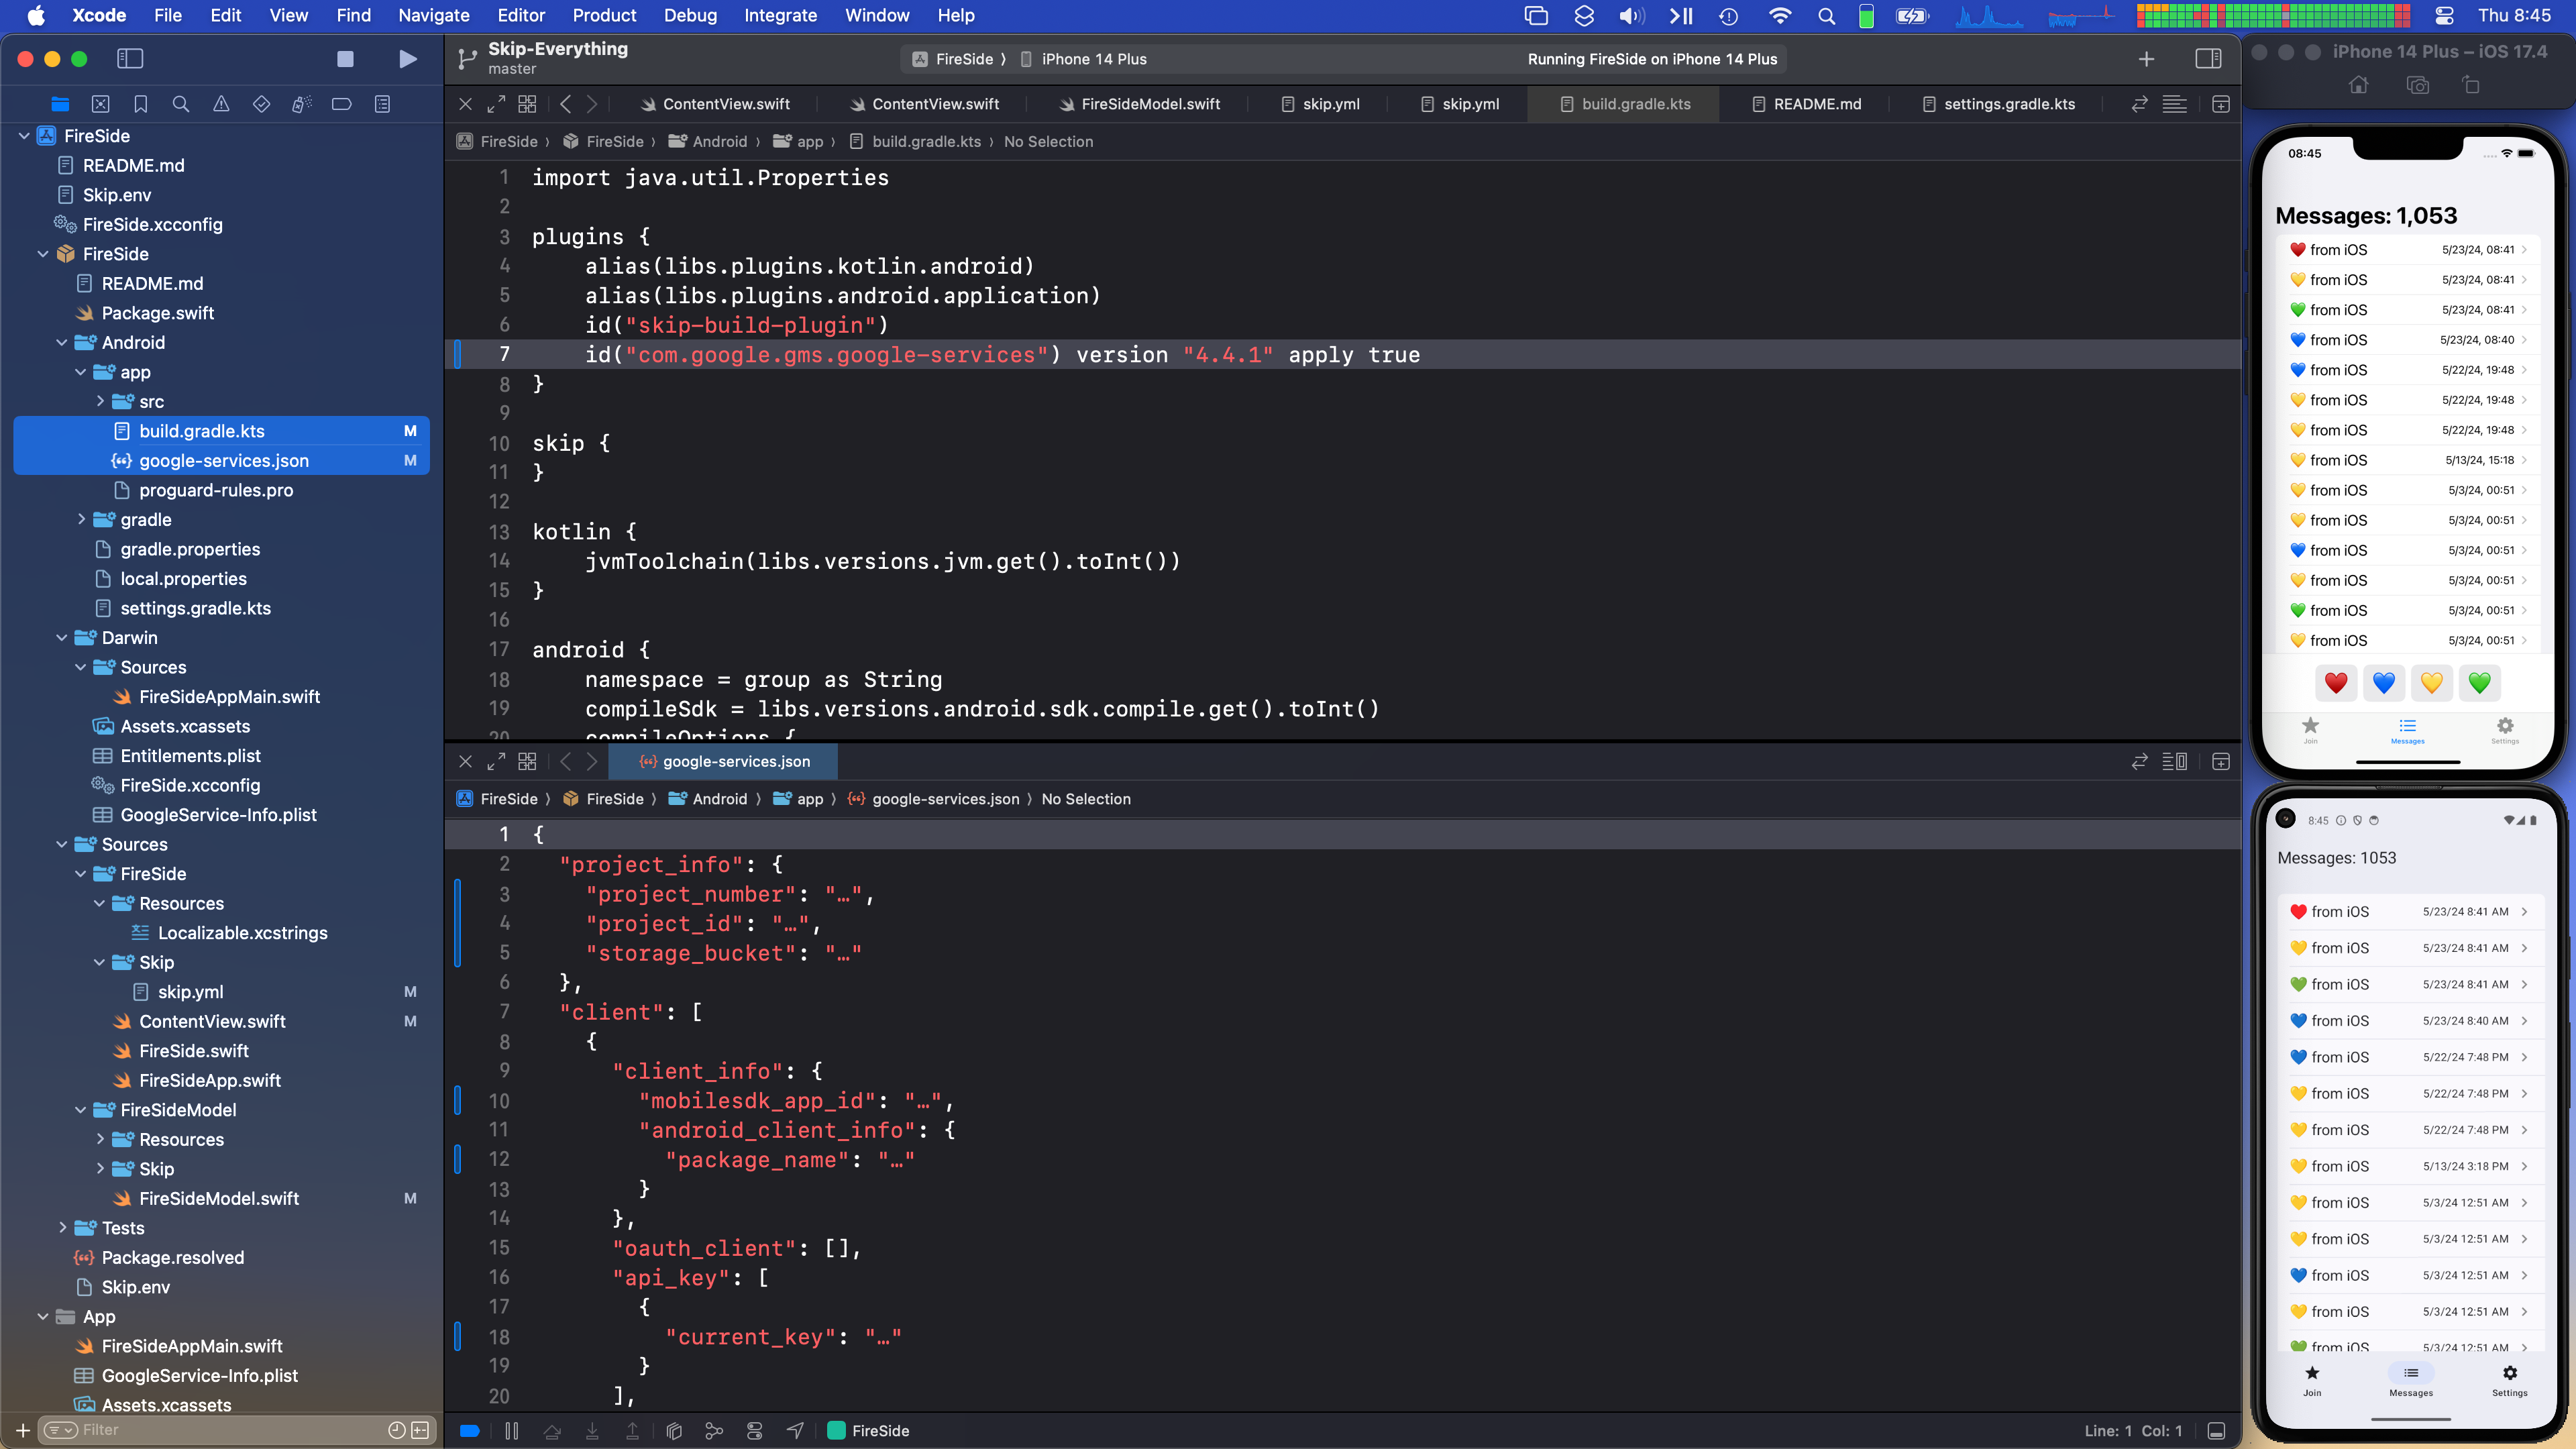 Xcode File Edit View Find Navigate Editor Product Debug Integrate Window Help Thu 8:45
Skip-Everything
master
FireSide iPhone 14 Plus Running FireSide on iPhone 14 Plus
FireSide
README.md
Skip.env
FireSide.xcconfig
FireSide
README.md
Package.swift
Android
app
src
build.gradle.kts M
google-services.json M
proguard-rules.pro
gradle
gradle.properties
local.properties
settings.gradle.kts
Darwin
Sources
FireSideAppMain.swift
Assets.xcassets
Entitlements.plist
FireSide.xcconfig
GoogleService-Info.plist
Sources
FireSide
Resources
Localizable.xcstrings
Skip
skip.yml M
ContentView.swift M
FireSide.swift
FireSideApp.swift
FireSideModel
Resources
Skip
FireSideModel.swift M
Tests
Package.resolved
Skip.env
App
FireSideAppMain.swift
GoogleService-Info.plist
Assets.xcassets
Filter
ContentView.swift ContentView.swift FireSideModel.swift skip.yml skip.yml build.gradle.kts README.md settings.gradle.kts
FireSide FireSide Android app build.gradle.kts No Selection
1 import java.util.Properties
2
3 plugins {
4 alias(libs.plugins.kotlin.android)
5 alias(libs.plugins.android.application)
6 id("skip-build-plugin")
7 id("com.google.gms.google-services") version "4.4.1" apply true
8 }
9
10 skip {
11 }
12
13 kotlin {
14 jvmToolchain(libs.versions.jvm.get().toInt())
15 }
16
17 android {
18 namespace = group as String
19 compileSdk = libs.versions.android.sdk.compile.get().toInt()
20 compileOptions {
google-services.json
FireSide FireSide Android app google-services.json No Selection
1 {
2 "project_info": {
3 "project_number": "…",
4 "project_id": "…",
5 "storage_bucket": "…"
6 },
7 "client": [
8 {
9 "client_info": {
10 "mobilesdk_app_id": "…",
11 "android_client_info": {
12 "package_name": "…"
13 }
14 },
15 "oauth_client": [],
16 "api_key": [
17 {
18 "current_key": "…"
19 }
20 ],
FireSide Line: 1 Col: 1
iPhone 14 Plus – iOS 17.4
08:45
Messages: 1,053
from iOS 5/23/24, 08:41
from iOS 5/23/24, 08:41
from iOS 5/23/24, 08:41
from iOS 5/23/24, 08:40
from iOS 5/22/24, 19:48
from iOS 5/22/24, 19:48
from iOS 5/22/24, 19:48
from iOS 5/13/24, 15:18
from iOS 5/3/24, 00:51
from iOS 5/3/24, 00:51
from iOS 5/3/24, 00:51
from iOS 5/3/24, 00:51
from iOS 5/3/24, 00:51
from iOS 5/3/24, 00:51
Join Messages Settings
8:45
Messages: 1053
from iOS 5/23/24 8:41 AM
from iOS 5/23/24 8:41 AM
from iOS 5/23/24 8:41 AM
from iOS 5/23/24 8:40 AM
from iOS 5/22/24 7:48 PM
from iOS 5/22/24 7:48 PM
from iOS 5/22/24 7:48 PM
from iOS 5/13/24 3:18 PM
from iOS 5/3/24 12:51 AM
from iOS 5/3/24 12:51 AM
from iOS 5/3/24 12:51 AM
from iOS 5/3/24 12:51 AM
from iOS 5/3/24 12:51 AM
Join Messages Settings